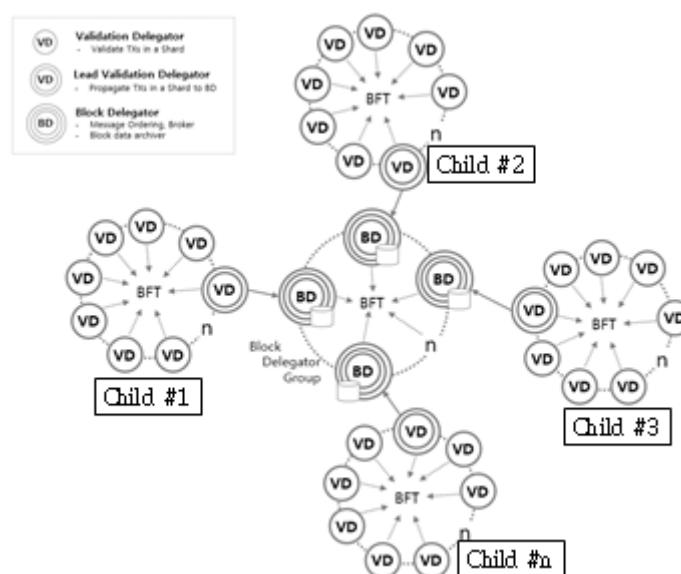 VD
Validation Delegator
- Validate TXs in a Shard
VD
Lead Validation Delegator
- Propagate TXs in a Shard to BD
BD
Block Delegator
- Message Ordering, Broker
- Block data archiver
VD
VD
VD
VD
VD
BFT
VD
n
VD
VD
Child #2
VD
VD
VD
VD
VD
BFT
VD
VD
n
VD
VD
Child #1
BD
BD
BD
BFT
n
Block
Delegator
Group
BD
VD
VD
VD
VD
BFT
VD
VD
n
VD
VD
Child #3
VD
VD
VD
VD
VD
BFT
VD
n
VD
VD
Child #n